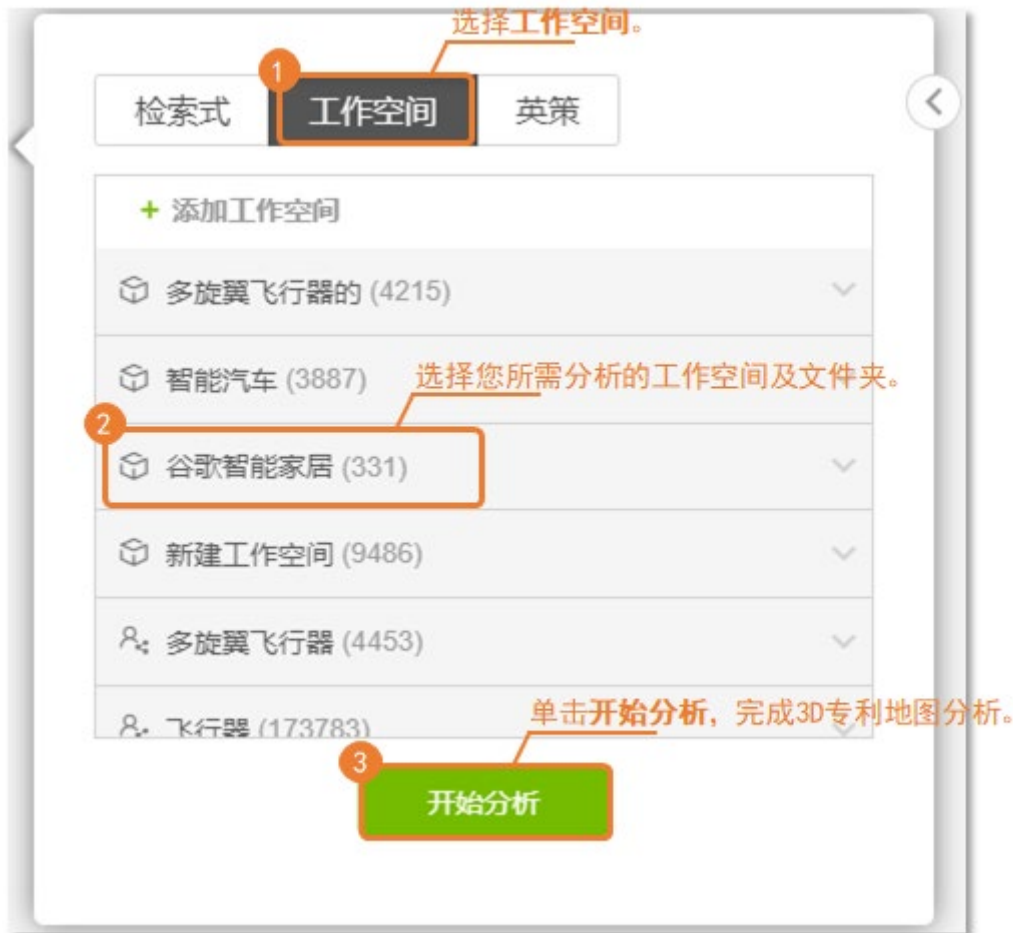 选择工作空间。
1
检索式 工作空间 英策
+ 添加工作空间
多旋翼飞行器的 (4215)
智能汽车 (3887)
选择您所需分析的工作空间及文件夹。
2
谷歌智能家居 (331)
新建工作空间 (9486)
多旋翼飞行器 (4453)
单击开始分析，完成3D专利地图分析。
飞行器 (173783)
3
开始分析